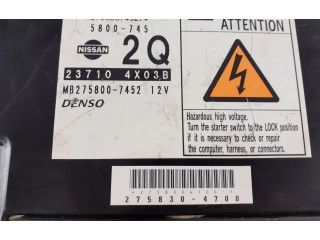 5800-745
NISSAN 2Q
23710 4X03B
MB275800-7452 12V
DENSO
ATTENTION
Hazardous high voltage.
Turn the starter switch to the LOCK position
if it is necessary to check or repair
the computer, harness, or connectors.
275830-4700